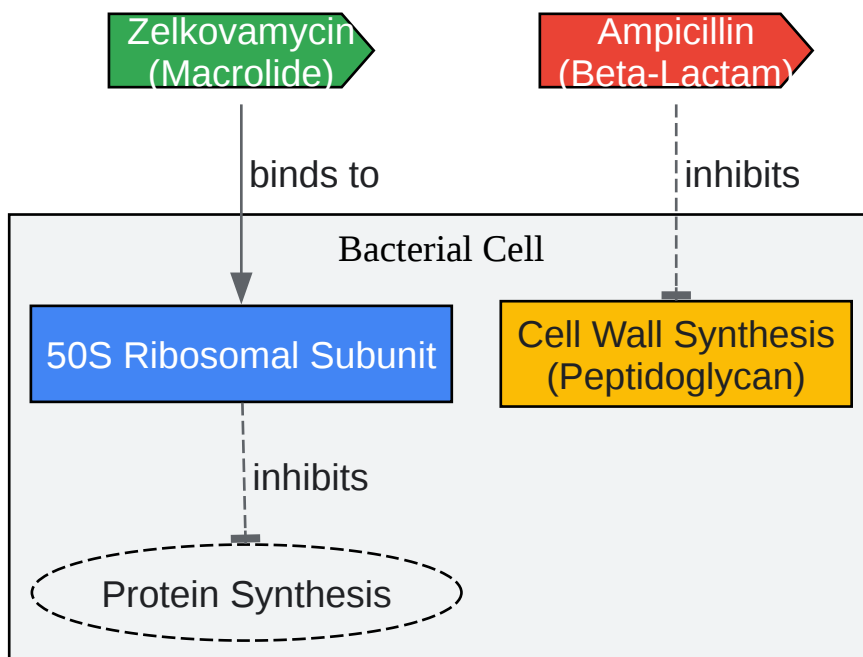 Zelkovamycin
(Macrolide)
Ampicillin
(Beta-Lactam)
binds to
inhibits
Bacterial Cell
50S Ribosomal Subunit
Cell Wall Synthesis
(Peptidoglycan)
inhibits
Protein Synthesis